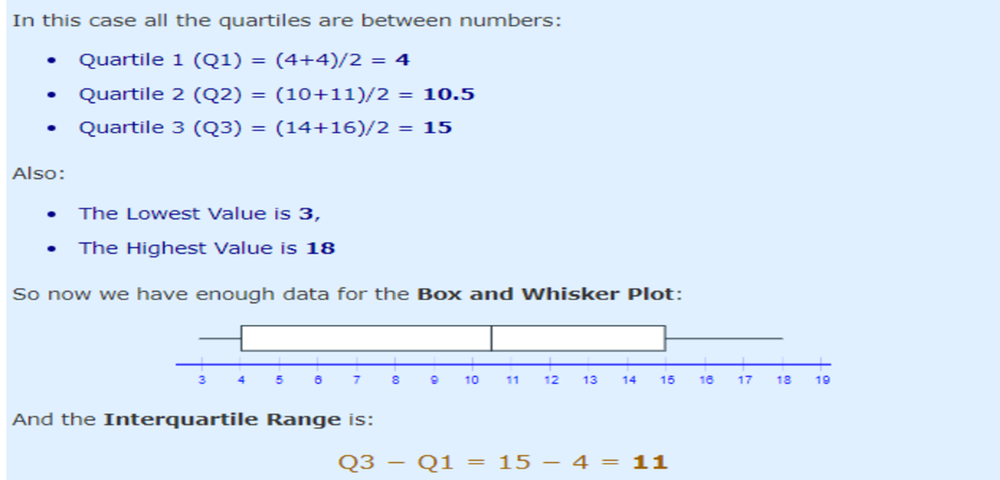 In this case all the quartiles are between numbers:
• Quartile 1 (Q1) = (4+4)/2 = 4
• Quartile 2 (Q2) = (10+11)/2 = 10.5
• Quartile 3 (Q3) = (14+16)/2 = 15
Also:
• The Lowest Value is 3,
• The Highest Value is 18
So now we have enough data for the Box and Whisker Plot:
3 4 5 6 7 8 9 10 11 12 13 14 15 16 17 18 19
And the Interquartile Range is:
Q3 − Q1 = 15 − 4 = 11